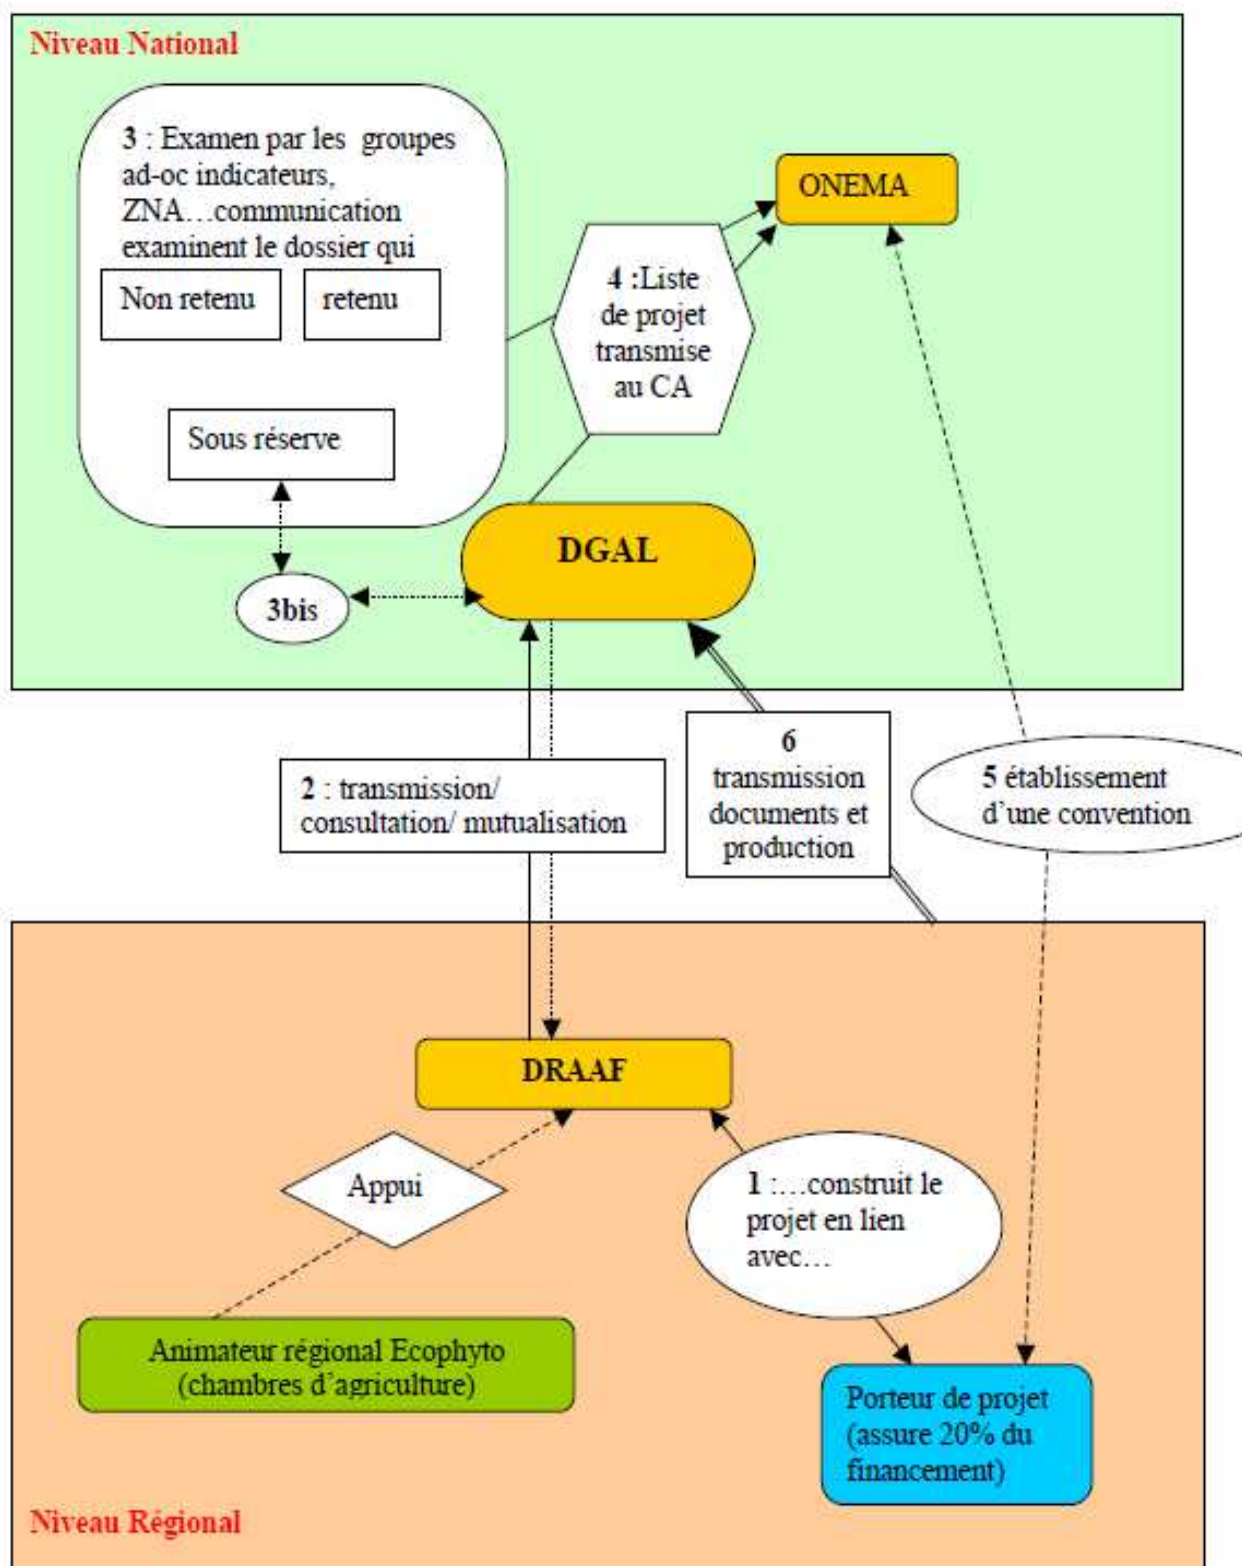 Niveau National
3 : Examen par les groupes
ad-oc indicateurs,
ZNA…communication
examinent le dossier qui
Non retenu
retenu
Sous réserve
3bis
4 :Liste
de projet
transmise
au CA
ONEMA
DGAL
2 : transmission/
consultation/ mutualisation
6
transmission
documents et
production
5 établissement
d’une convention
DRAAF
Appui
1 :…construit le
projet en lien
avec…
Animateur régional Ecophyto
(chambres d’agriculture)
Porteur de projet
(assure 20% du
financement)
Niveau Régional